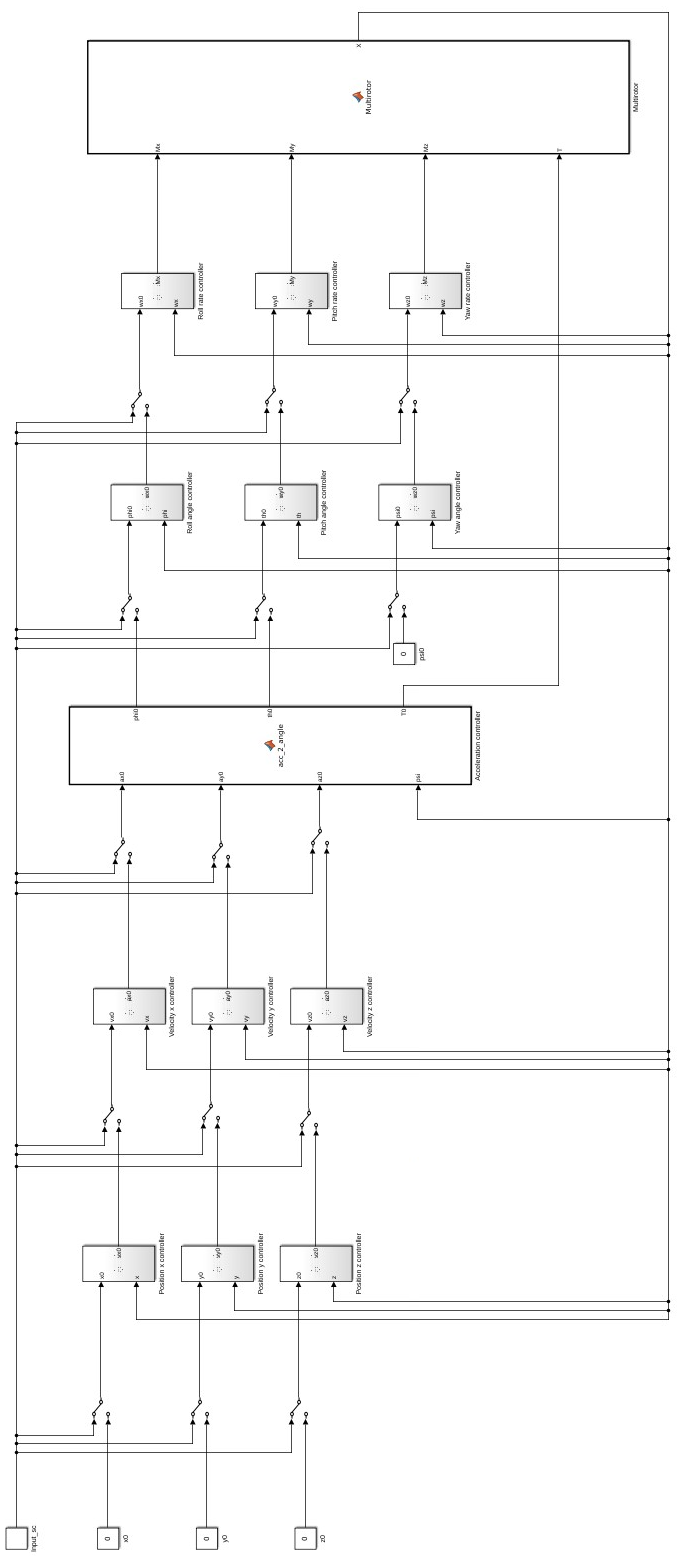 X
Multirotor
Multirotor
Mx
My
Mz
T
Mx
wx0
wx
Roll rate controller
My
wy0
wy
Pitch rate controller
Mz
wz0
wz
Yaw rate controller
wx0
phi0
phi
Roll angle controller
wy0
th0
th
Pitch angle controller
wz0
psi0
psi
Yaw angle controller
0
psi0
phi0
th0
T0
acc_2_angle
ax0
ay0
az0
psi
Acceleration controller
ax0
vx0
vx
Velocity x controller
ay0
vy0
vy
Velocity y controller
az0
vz0
vz
Velocity z controller
vx0
x0
x
Position x controller
vy0
y0
y
Position y controller
vz0
z0
z
Position z controller
Input_sc
0
x0
0
y0
0
z0